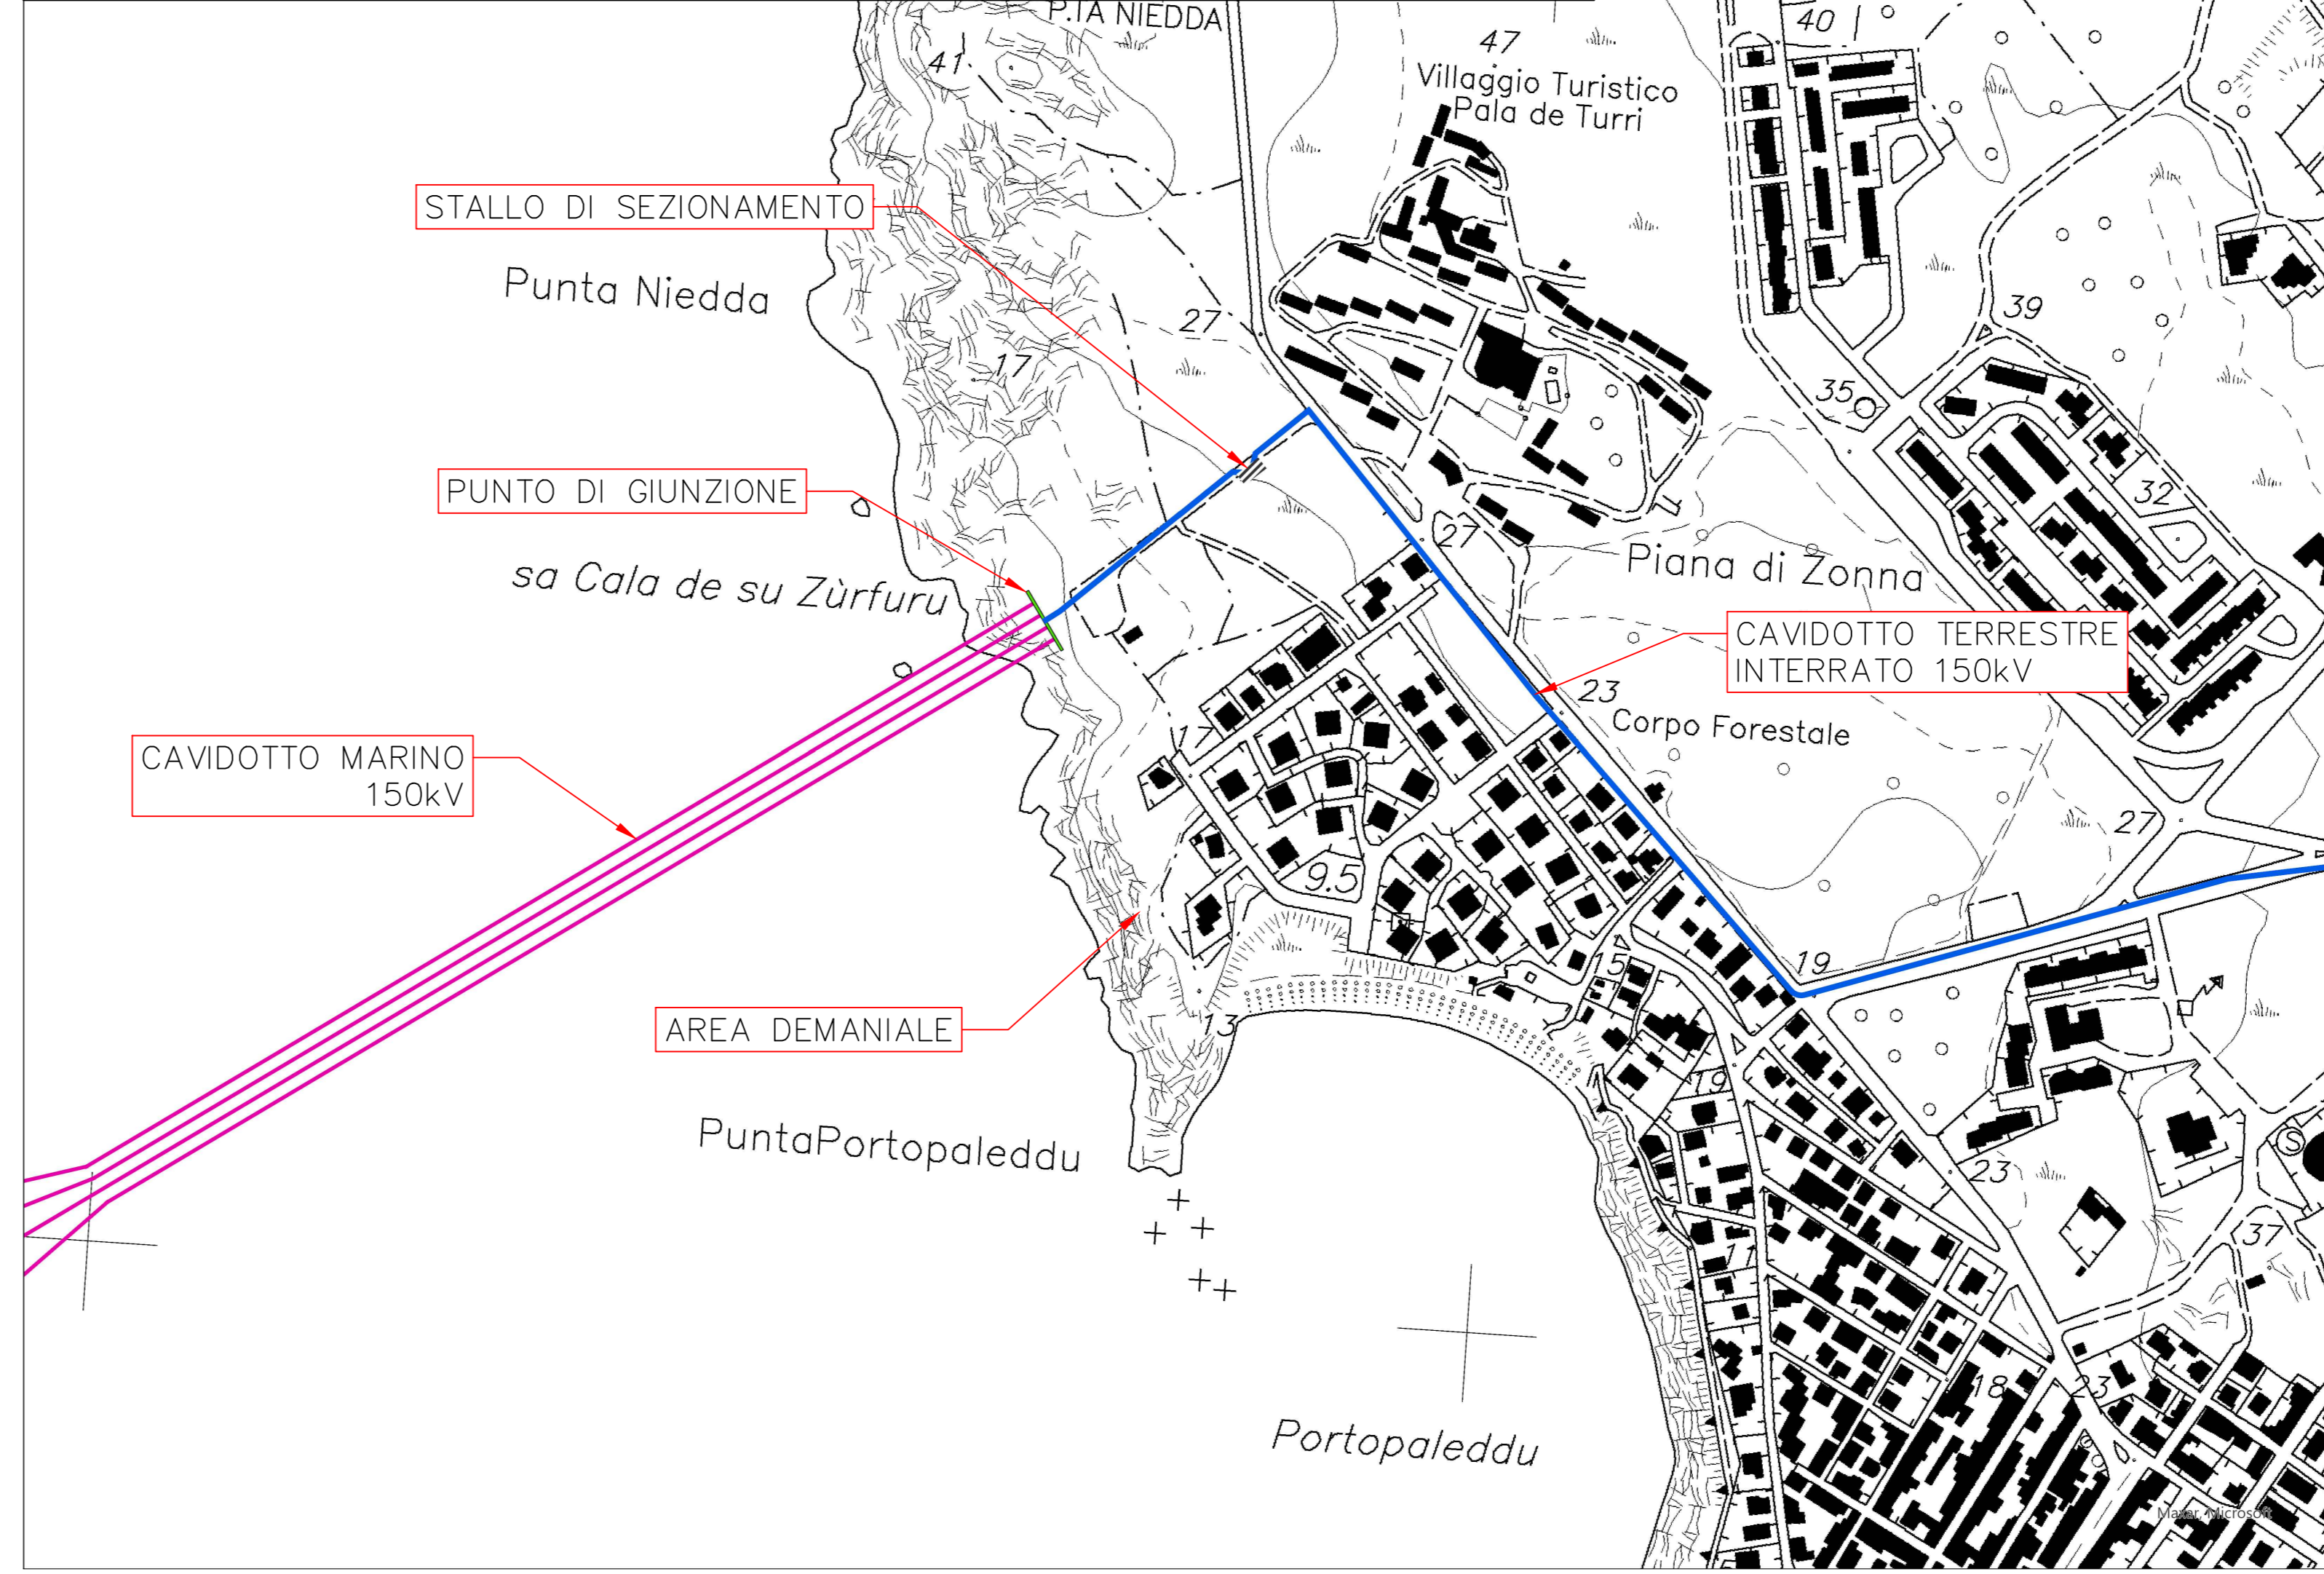 P.TA NIEDDA
40
47
41
Villaggio Turistico
Pala de Turri
STALLO DI SEZIONAMENTO
Punta Niedda
27
39
17
35
PUNTO DI GIUNZIONE
32
27
Piana di Zonna
sa Cala de su Zùrfuru
CAVIDOTTO TERRESTRE
INTERRATO 150kV
23
Corpo Forestale
17
CAVIDOTTO MARINO
150kV
27
9.5
19
15
AREA DEMANIALE
13
19
PuntaPortopaleddu
S
23
11
37
18
23
Portopaleddu
Maxar, Microsoft